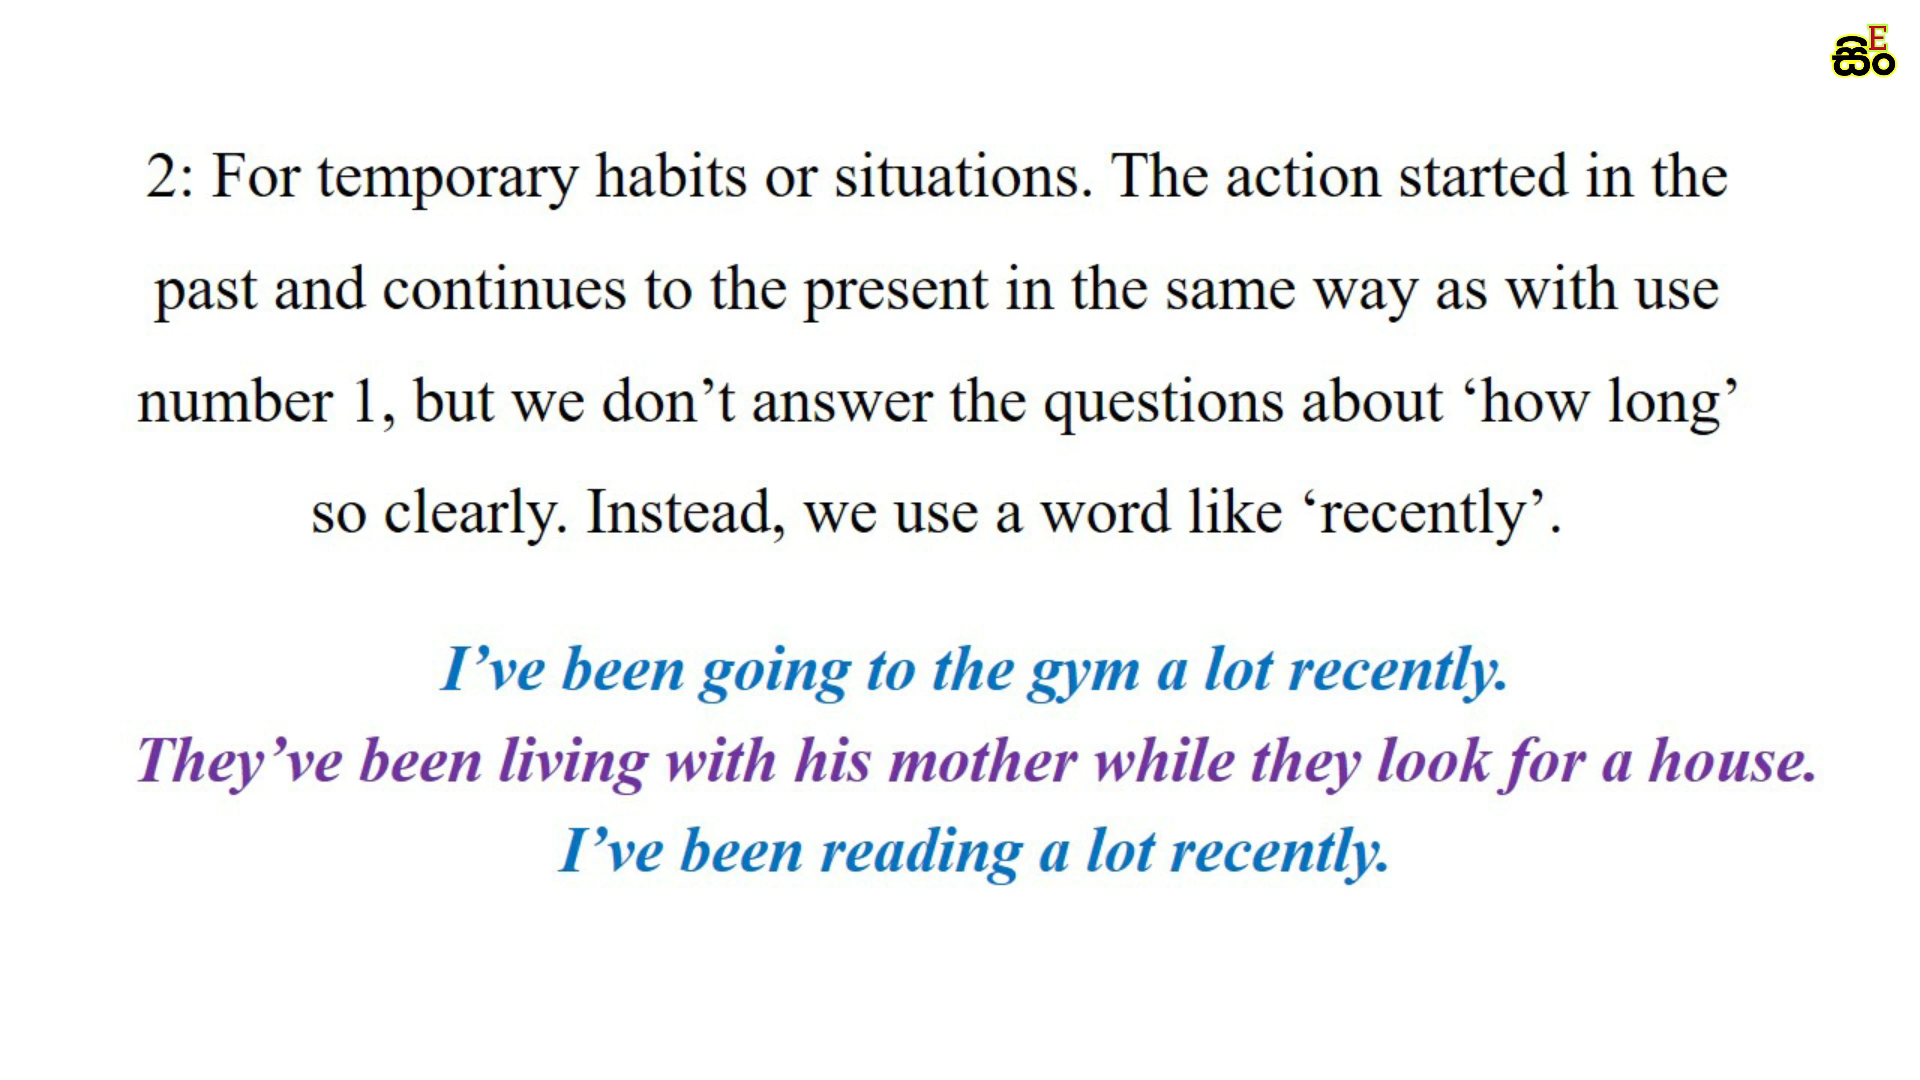 සිං
E
2: For temporary habits or situations. The action started in the
past and continues to the present in the same way as with use
number 1, but we don’t answer the questions about ‘how long’
so clearly. Instead, we use a word like ‘recently’.
I’ve been going to the gym a lot recently.
They’ve been living with his mother while they look for a house.
I’ve been reading a lot recently.